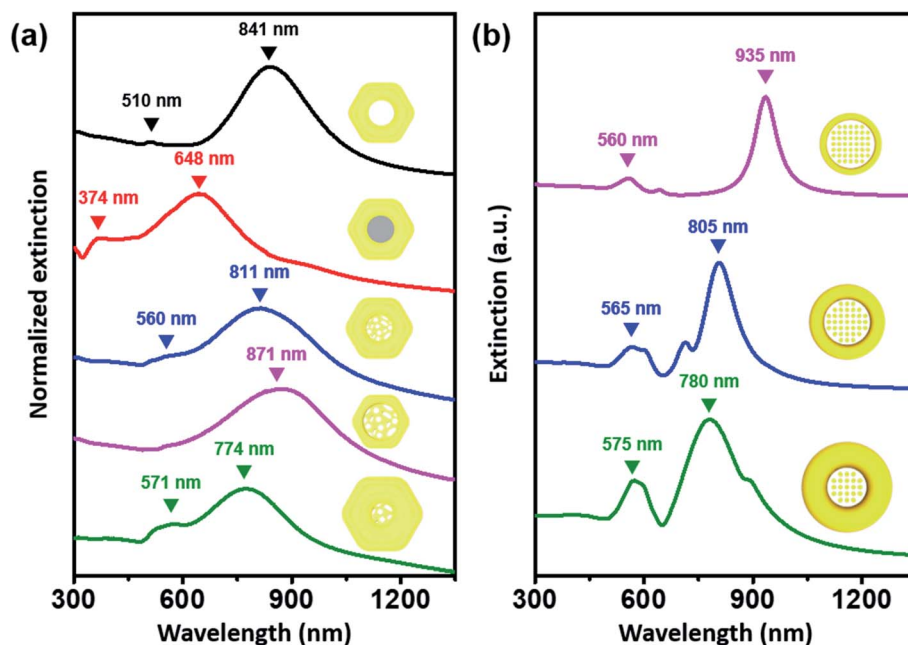 (a)
Normalized extinction
841 nm
510 nm
648 nm
374 nm
811 nm
560 nm
871 nm
774 nm
571 nm
300 600 900 1200
Wavelength (nm)
(b)
Extinction (a.u.)
935 nm
560 nm
805 nm
565 nm
780 nm
575 nm
300 600 900 1200
Wavelength (nm)